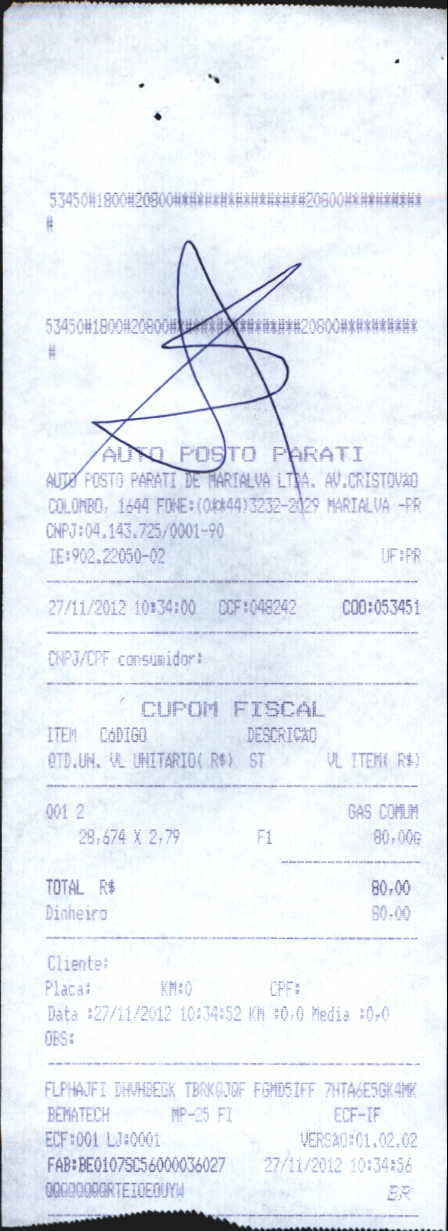 53450#1800#20800#*#*#*#*#*#*#*#*#*#*#20800#*#*#*#*#*#*
#
53450#1800#20800#*#*#*#*#*#*#*#*#*#*#20800#*#*#*#*#*#*
#
AUTO POSTO PARATI
AUTO POSTO PARATI DE MARIALVA LTDA. AV.CRISTOVãO
COLOMBO, 1644 FONE:(0**44)3232-2029 MARIALVA -PR
CNPJ:04.143.725/0001-90
IE:902.22050-02 UF:PR
27/11/2012 10:34:00 CCF:048242 COO:053451
CNPJ/CPF consumidor:
CUPOM FISCAL
ITEM CóDIGO DESCRIÇãO
QTD.UN. VL UNITARIO( R$) ST VL ITEM( R$)
001 2 GAS COMUM
28,674 X 2,79 F1 80,00G
TOTAL R$ 80,00
Dinheiro 80,00
Cliente:
Placa: KM:0 CPF:
Data :27/11/2012 10:34:52 KM :0,0 Media :0,0
OBS:
FLPHAJFI DHVHBEGK TBRKGJQF FGMD5IFF 7HTA6E5GK4MK
BEMATECH MP-25 FI ECF-IF
ECF:001 LJ:0001 VERSãO:01.02.02
FAB:BE0107SC56000036027 27/11/2012 10:34:56
QQQQQQQQRTEIOEOUYW BR